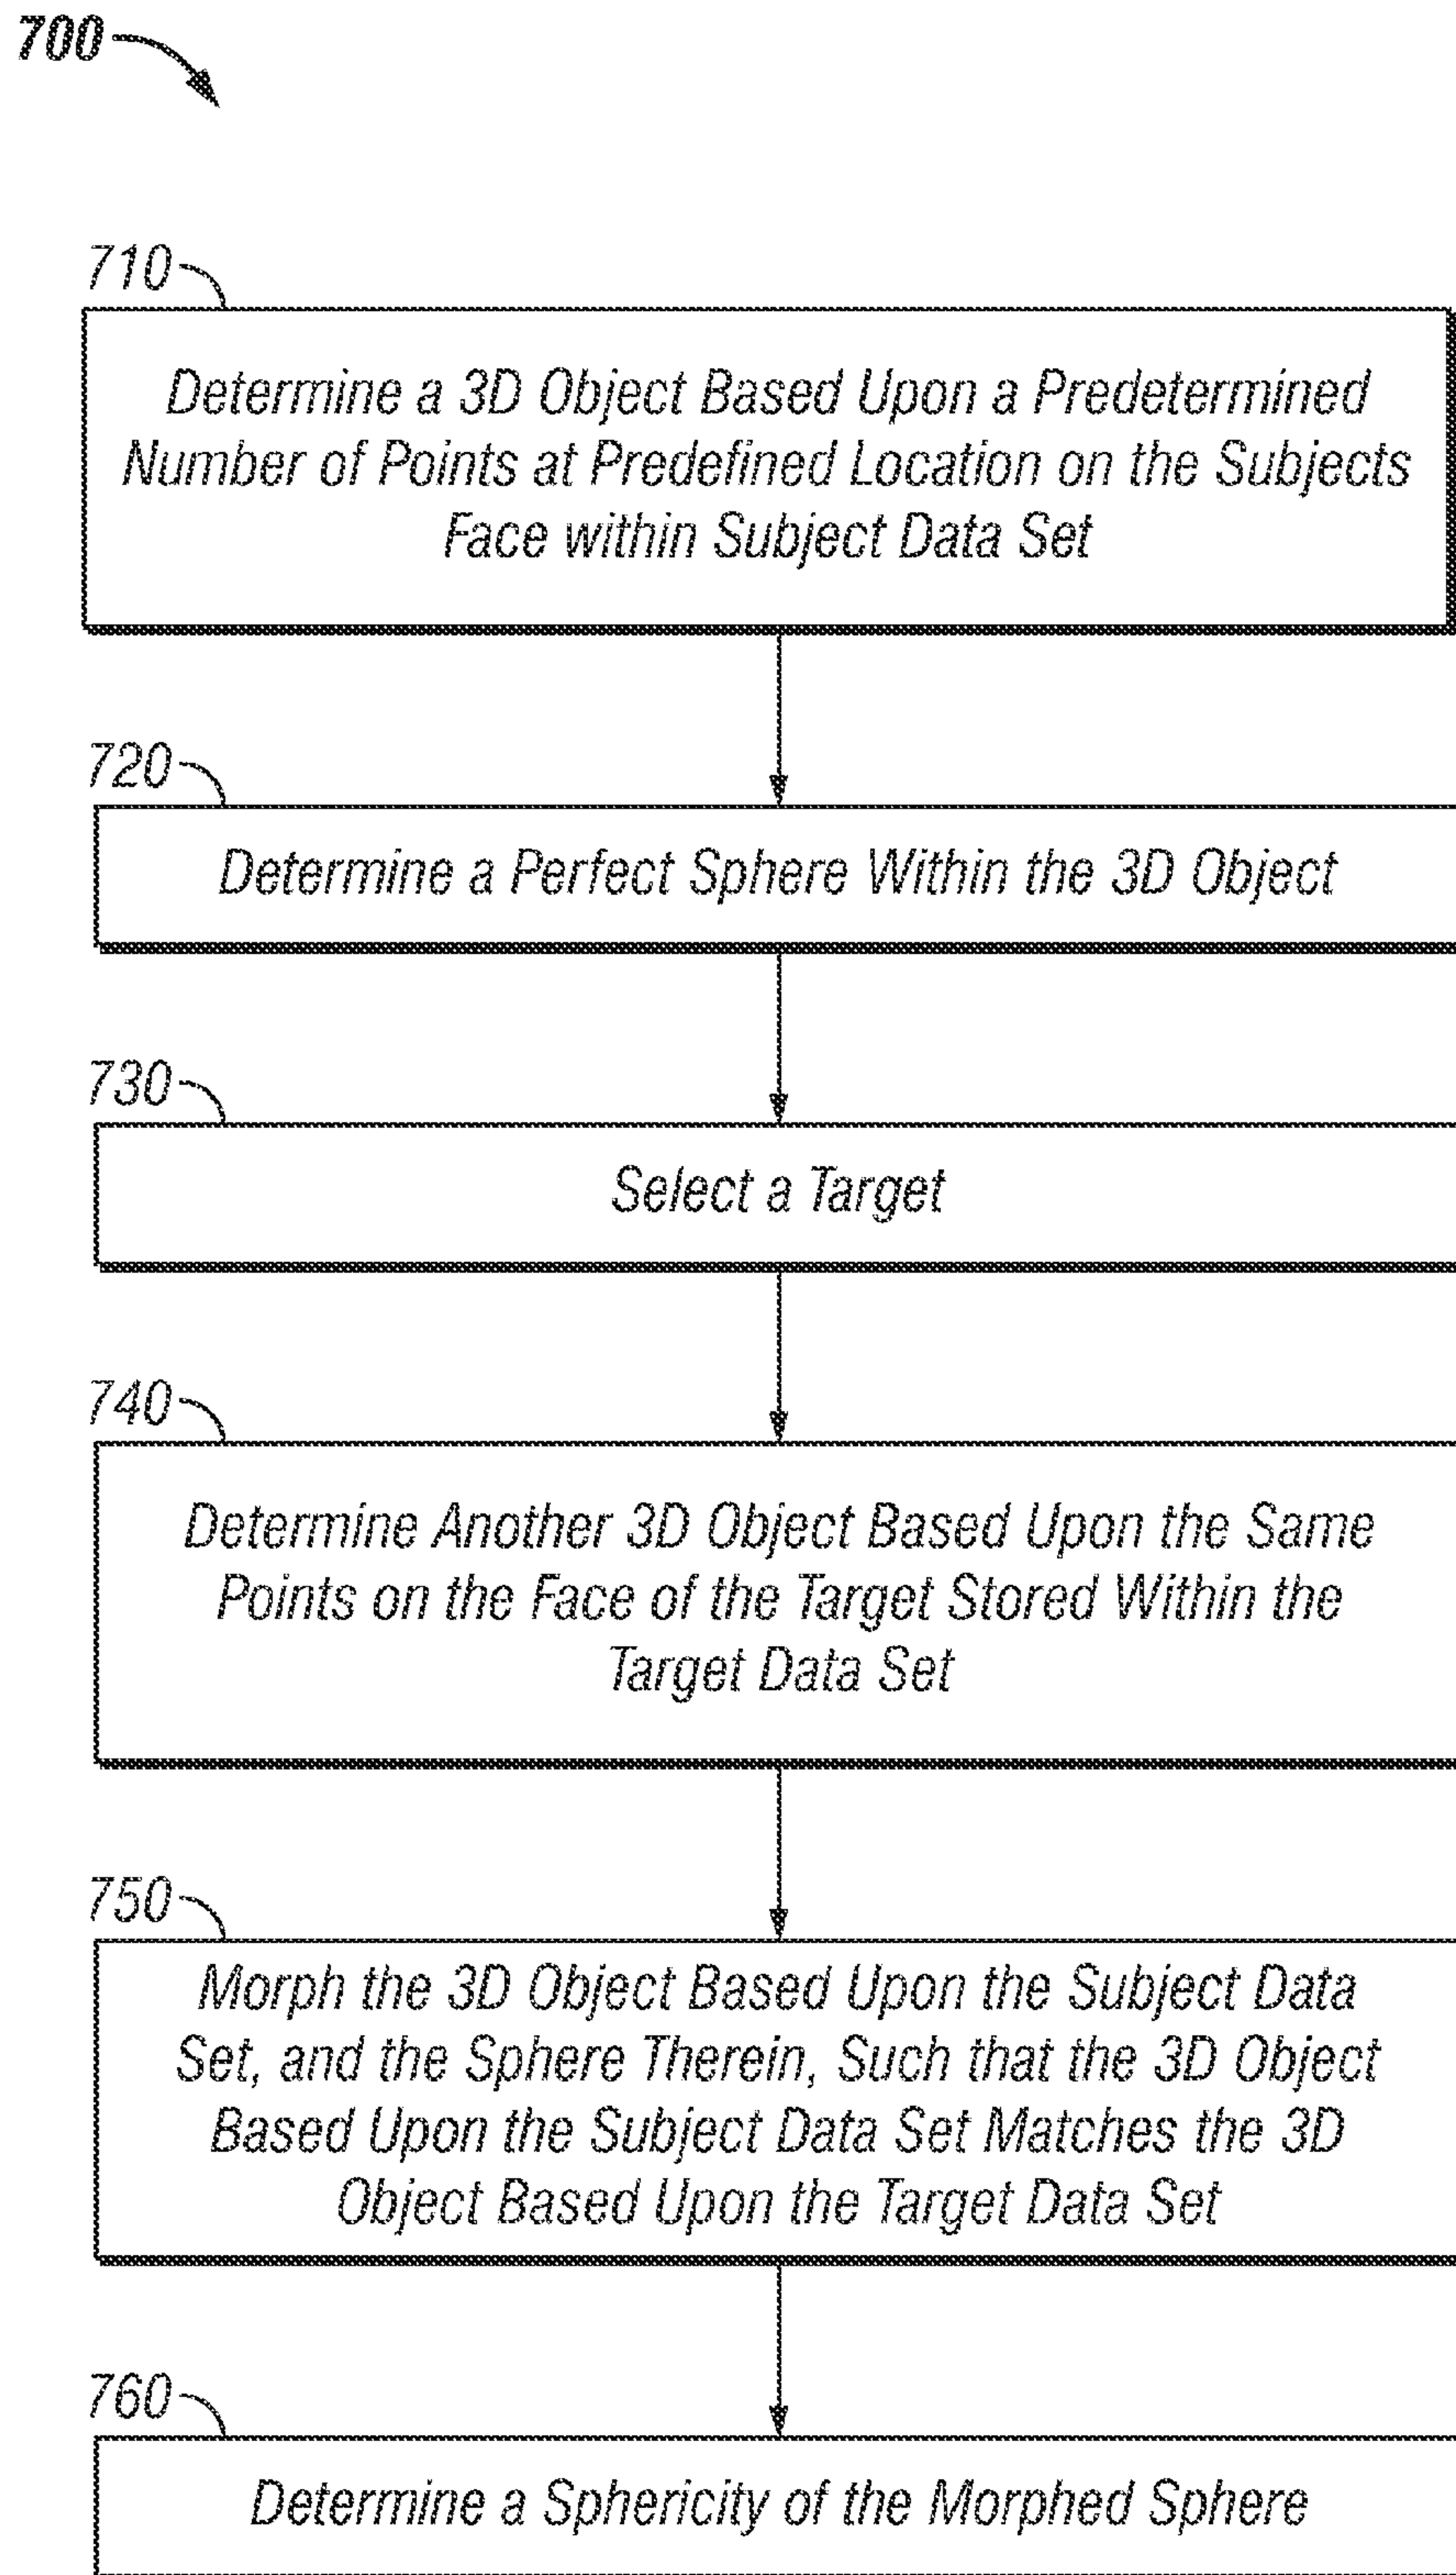 700
710
Determine a 3D Object Based Upon a Predetermined
Number of Points at Predefined Location on the Subjects
Face within Subject Data Set
720
Determine a Perfect Sphere Within the 3D Object
730
Select a Target
740
Determine Another 3D Object Based Upon the Same
Points on the Face of the Target Stored Within the
Target Data Set
750
Morph the 3D Object Based Upon the Subject Data
Set, and the Sphere Therein, Such that the 3D Object
Based Upon the Subject Data Set Matches the 3D
Object Based Upon the Target Data Set
760
Determine a Sphericity of the Morphed Sphere